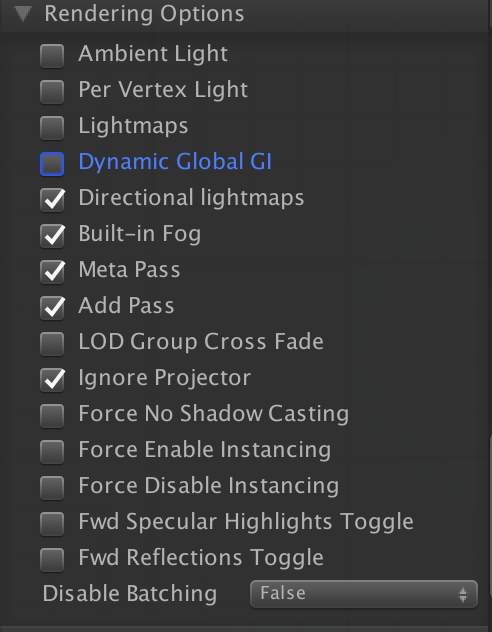 Rendering Options
Ambient Light
Per Vertex Light
Lightmaps
Dynamic Global GI
Directional lightmaps
Built-in Fog
Meta Pass
Add Pass
LOD Group Cross Fade
Ignore Projector
Force No Shadow Casting
Force Enable Instancing
Force Disable Instancing
Fwd Specular Highlights Toggle
Fwd Reflections Toggle
Disable Batching False